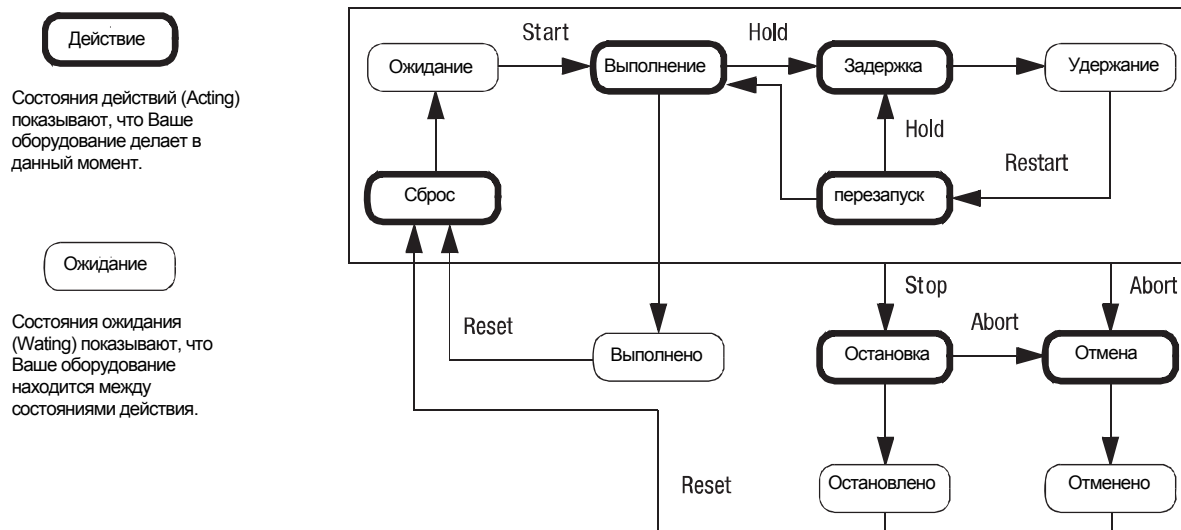 Действие
Состояния действий (Acting)
показывают, что Ваше
оборудование делает в
данный момент.
Ожидание
Состояния ожидания
(Wating) показывают, что
Ваше оборудование
находится между
состояниями действия.
Start
Hold
Ожидание
Выполнение
Задержка
Удержание
Hold
Restart
Сброс
перезапуск
Stop
Abort
Reset
Abort
Выполнено
Остановка
Отмена
Reset
Остановлено
Отменено